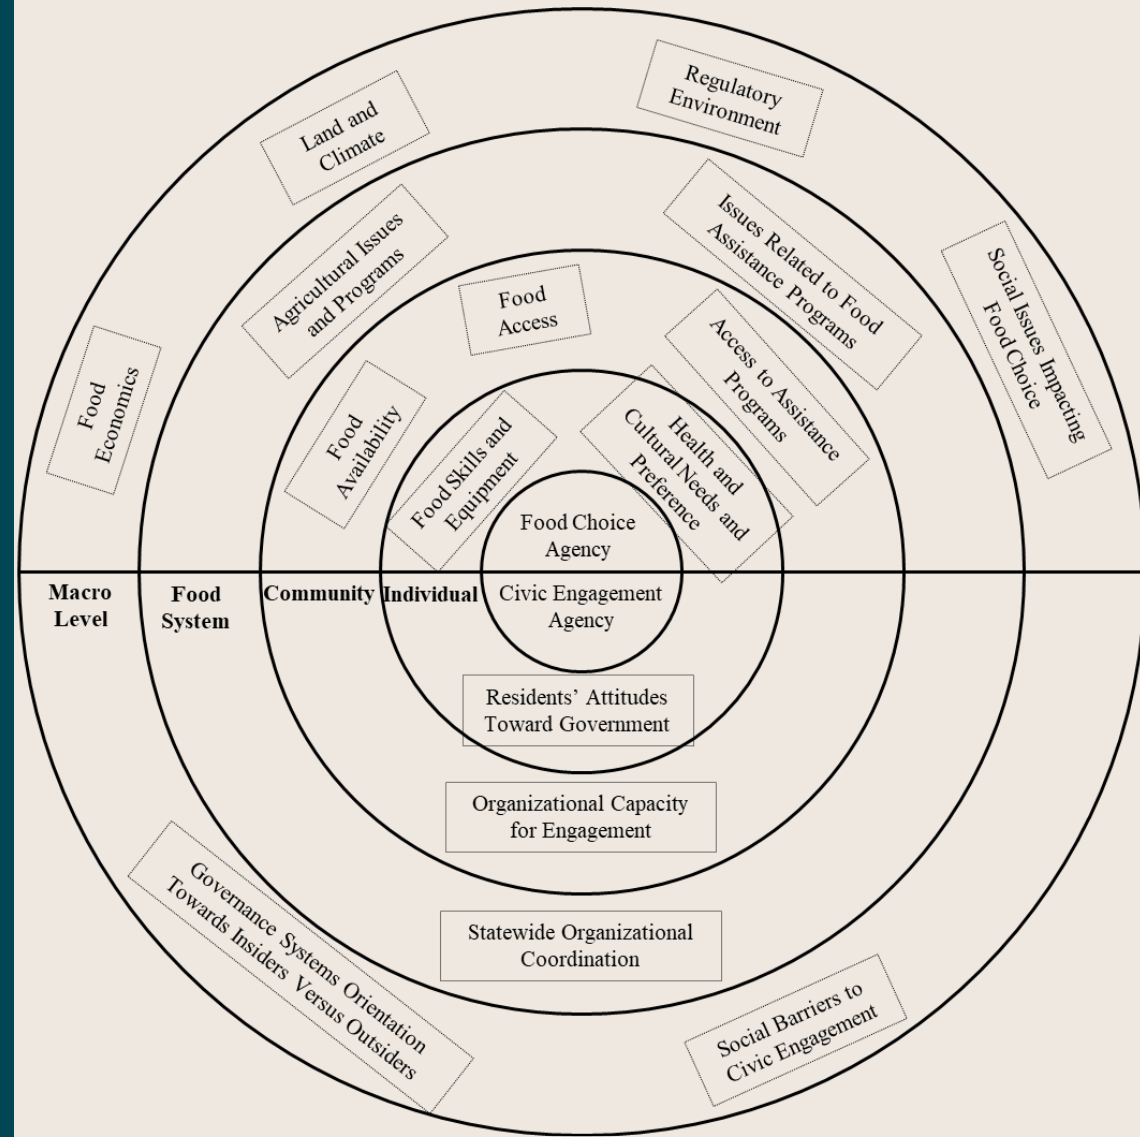 Regulatory
Environment
Land and
Climate
Issues Related to Food
Assistance Programs
Agricultural Issues
and Programs
Social Issues Impacting
Food Choice
Food
Access
Access to Assistance
Programs
Food
Economics
Food
Availability
Food Skills and
Equipment
Health and
Cultural Needs and
Preference
Food Choice
Agency
Macro
Level
Food
System
Community
Individual
Civic Engagement
Agency
Residents’ Attitudes
Toward Government
Organizational Capacity
for Engagement
Statewide Organizational
Coordination
Governance Systems Orientation
Towards Insiders Versus Outsiders
Social Barriers to
Civic Engagement